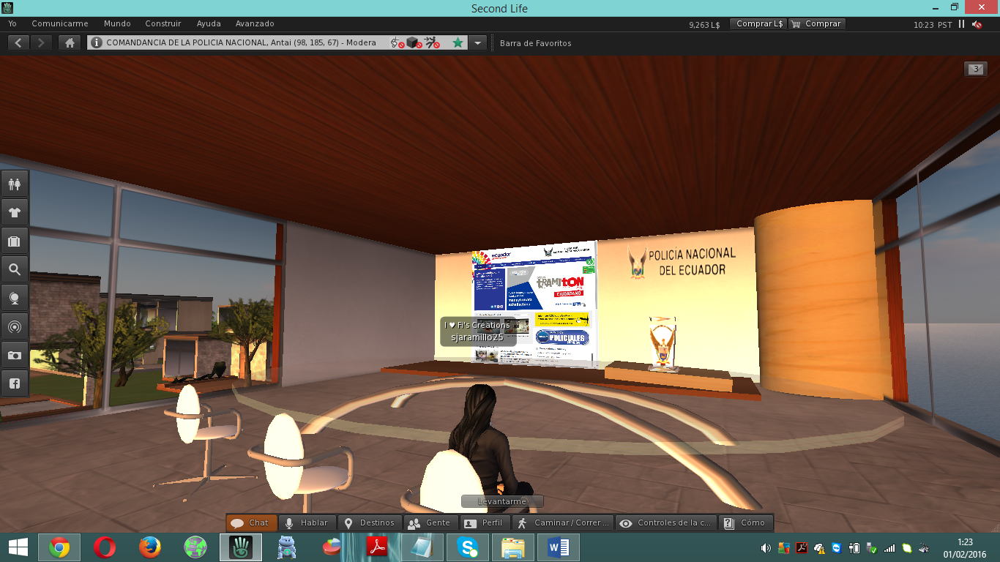 Second Life
Yo Comunicarme Mundo Construir Ayuda Avanzado
9,263 L$ Comprar L$ Comprar 10:23 PST
COMANDANCIA DE LA POLICIA NACIONAL, Antai (98, 185, 67) - Modera
Barra de Favoritos
3
ecuador
POLICÍA NACIONAL
DEL ECUADOR
TRAMITON
CIUDADANO
POLICIALES
I ♥ Fi's Creations
sjaramillo25
Levantarme
Chat Hablar Destinos Gente Perfil Caminar / Correr ... Controles de la c... Cómo
1:23
01/02/2016